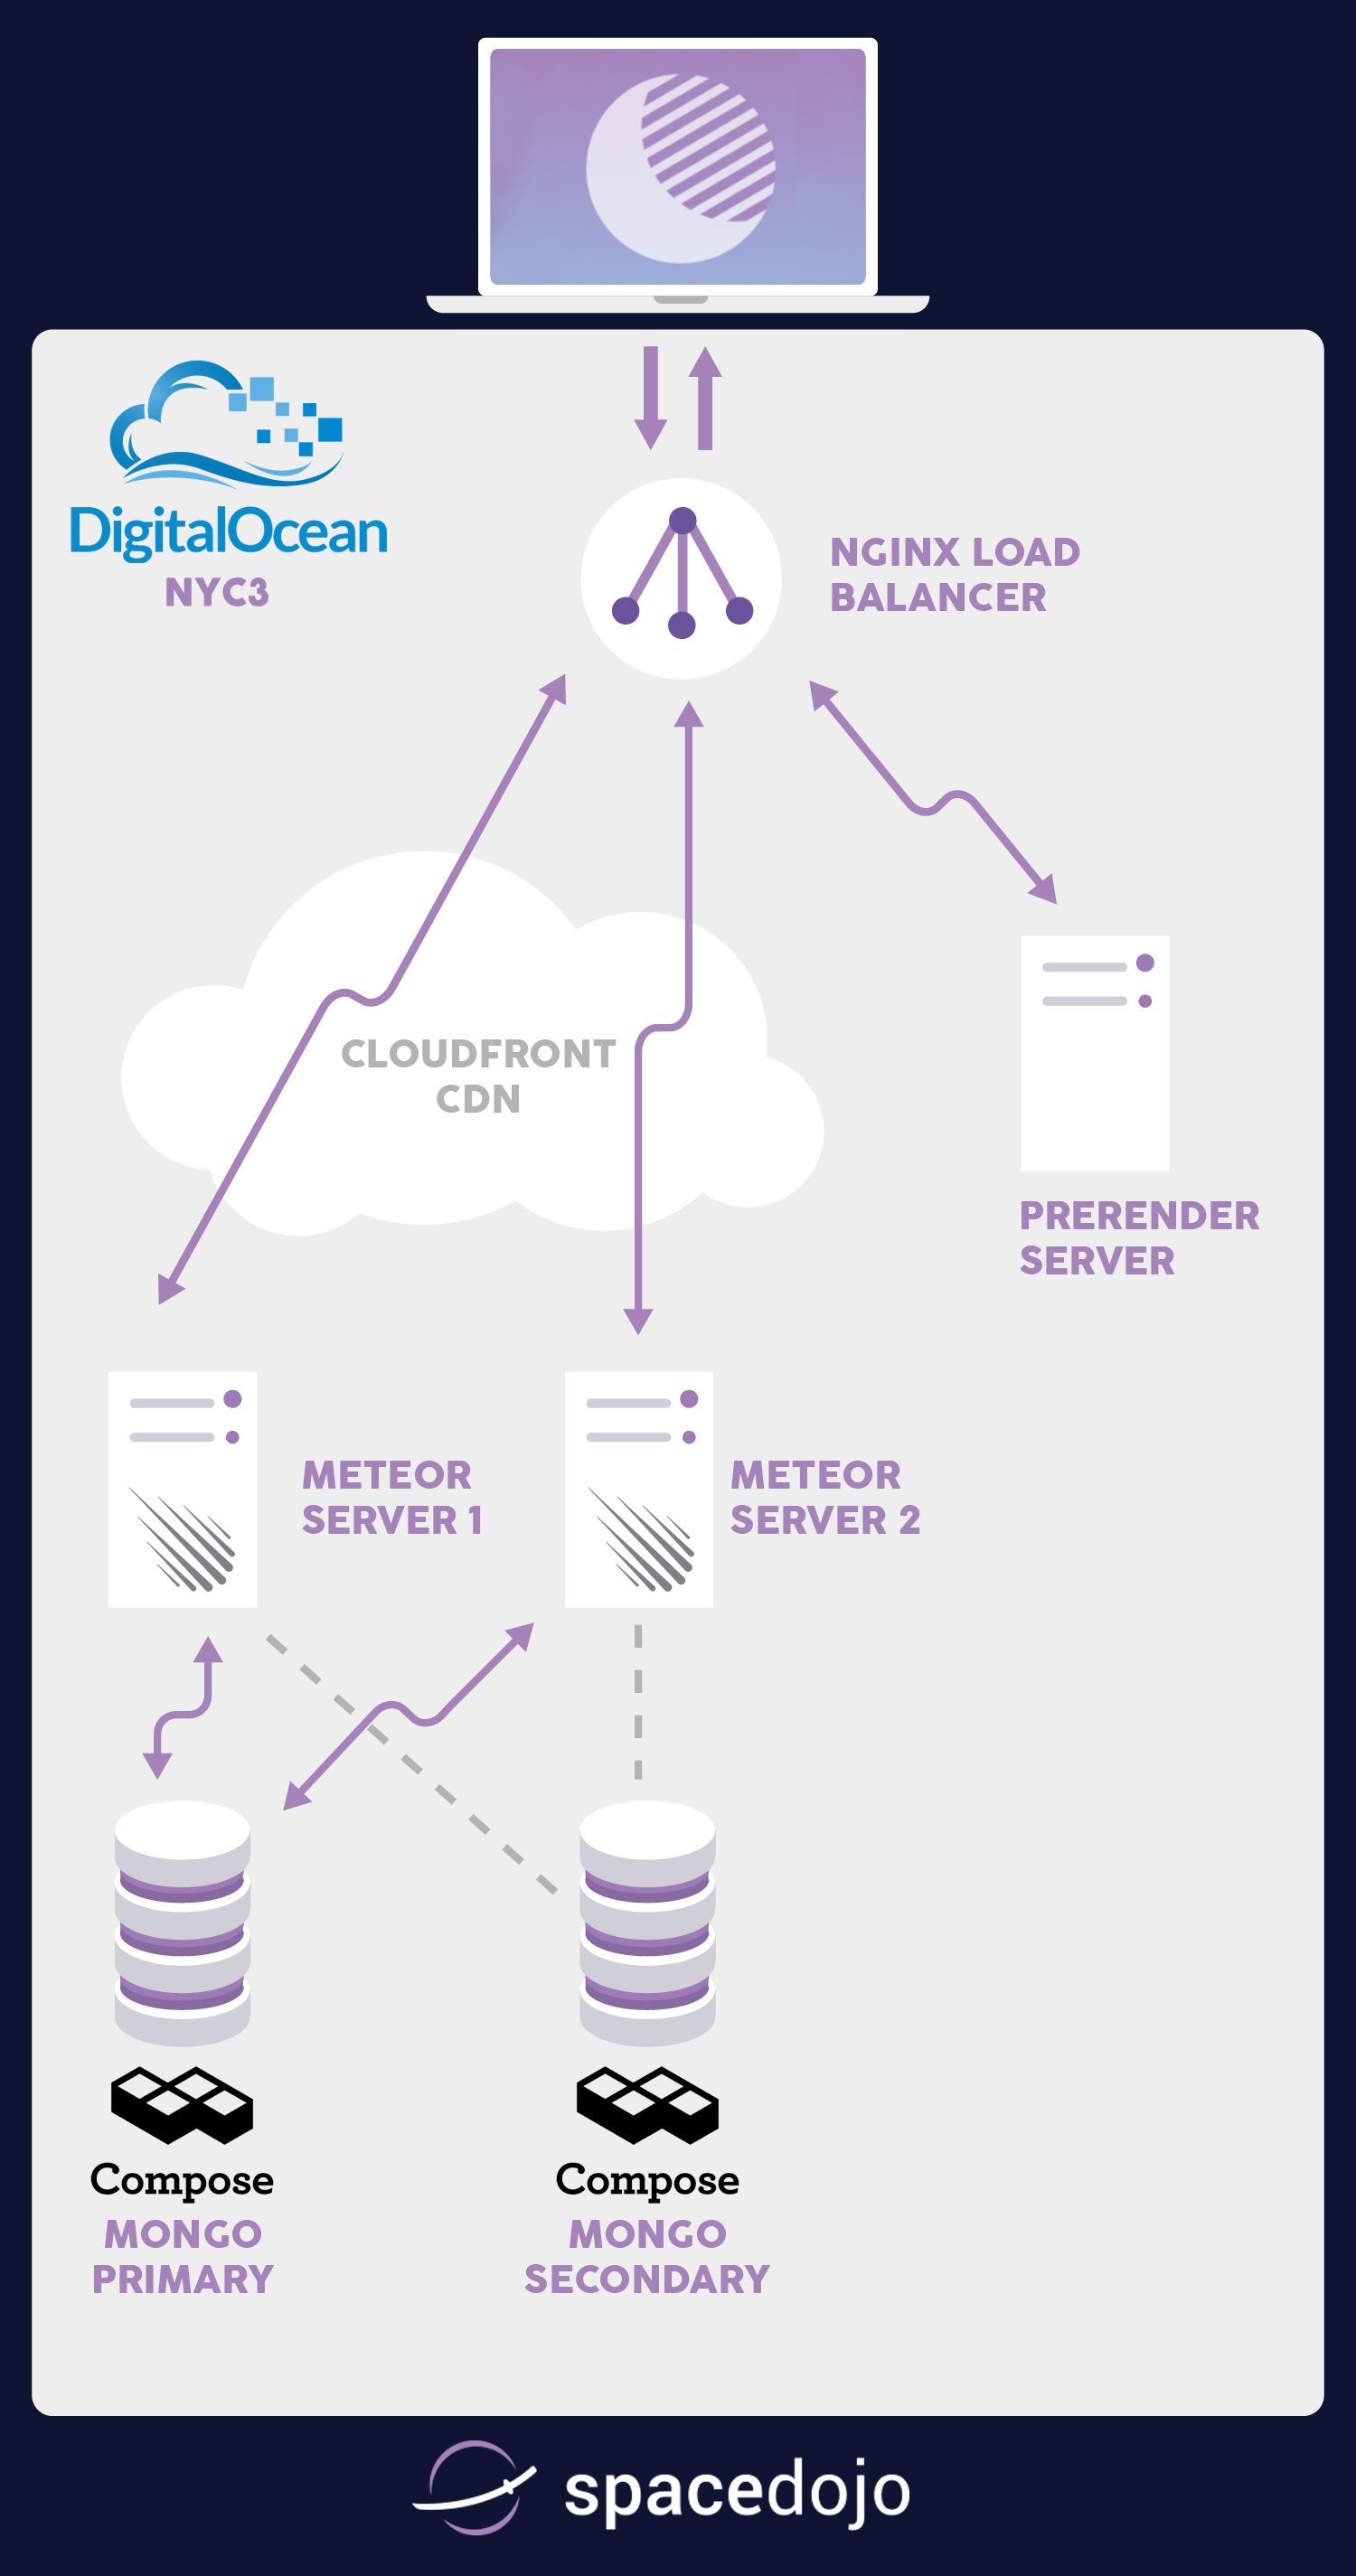 DigitalOcean
NYC3
NGINX LOAD
BALANCER
CLOUDFRONT
CDN
PRERENDER
SERVER
METEOR
SERVER 1
METEOR
SERVER 2
Compose
MONGO
PRIMARY
Compose
MONGO
SECONDARY
spacedojo